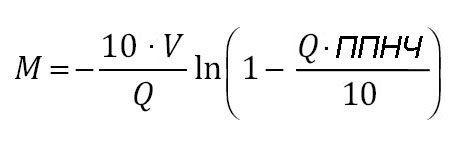 M = − 10 · V / Q ln(1 − Q · ППНЧ / 10)